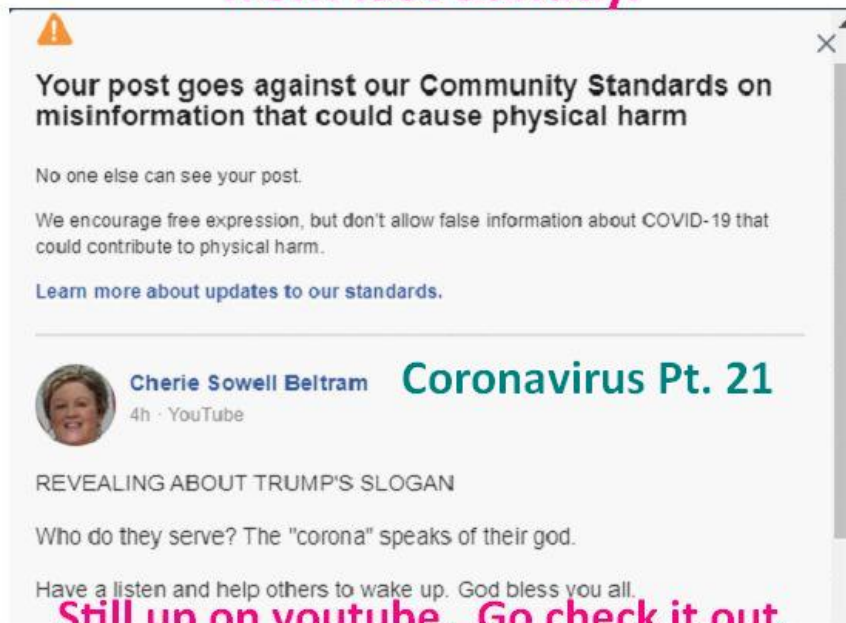 Your post goes against our Community Standards on
misinformation that could cause physical harm
No one else can see your post.
We encourage free expression, but don't allow false information about COVID-19 that
could contribute to physical harm.
Learn more about updates to our standards.
Cherie Sowell Beltram
Coronavirus Pt. 21
4h · YouTube
REVEALING ABOUT TRUMP'S SLOGAN
Who do they serve? The "corona" speaks of their god.
Have a listen and help others to wake up. God bless you all.
Still up on youtube. Go check it out